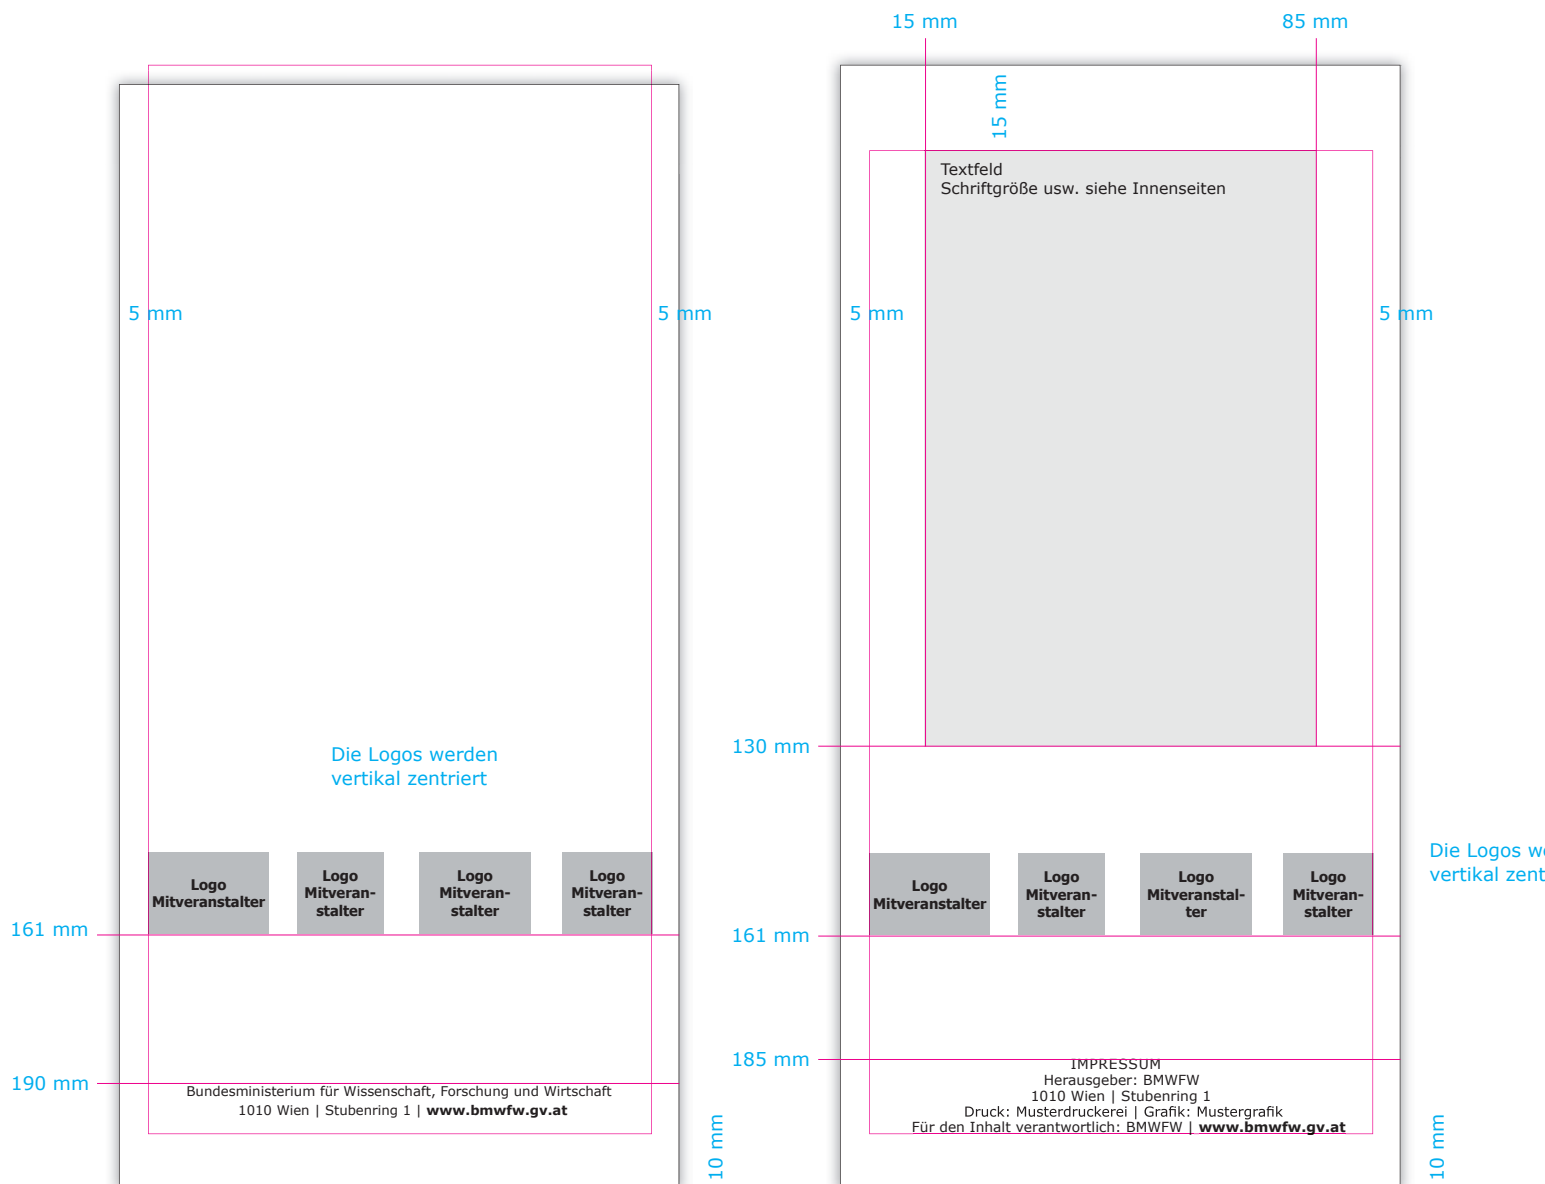 15 mm
85 mm
15 mm
Textfeld
Schriftgröße usw. siehe Innenseiten
5 mm
5 mm
5 mm
5 mm
Die Logos werden
vertikal zentriert
130 mm
Logo
Mitveranstalter
Logo
Mitveran-
stalter
Logo
Mitveran-
stalter
Logo
Mitveran-
stalter
161 mm
Logo
Mitveranstalter
Logo
Mitveran-
stalter
Logo
Mitveranstal-
ter
Logo
Mitveran-
stalter
161 mm
Die Logos
vertikal zent
190 mm
Bundesministerium für Wissenschaft, Forschung und Wirtschaft
1010 Wien | Stubenring 1 | www.bmwfw.gv.at
10 mm
185 mm
IMPRESSUM
Herausgeber: BMWFW
1010 Wien | Stubenring 1
Druck: Musterdruckerei | Grafik: Mustergrafik
Für den Inhalt verantwortlich: BMWFW | www.bmwfw.gv.at
10 mm